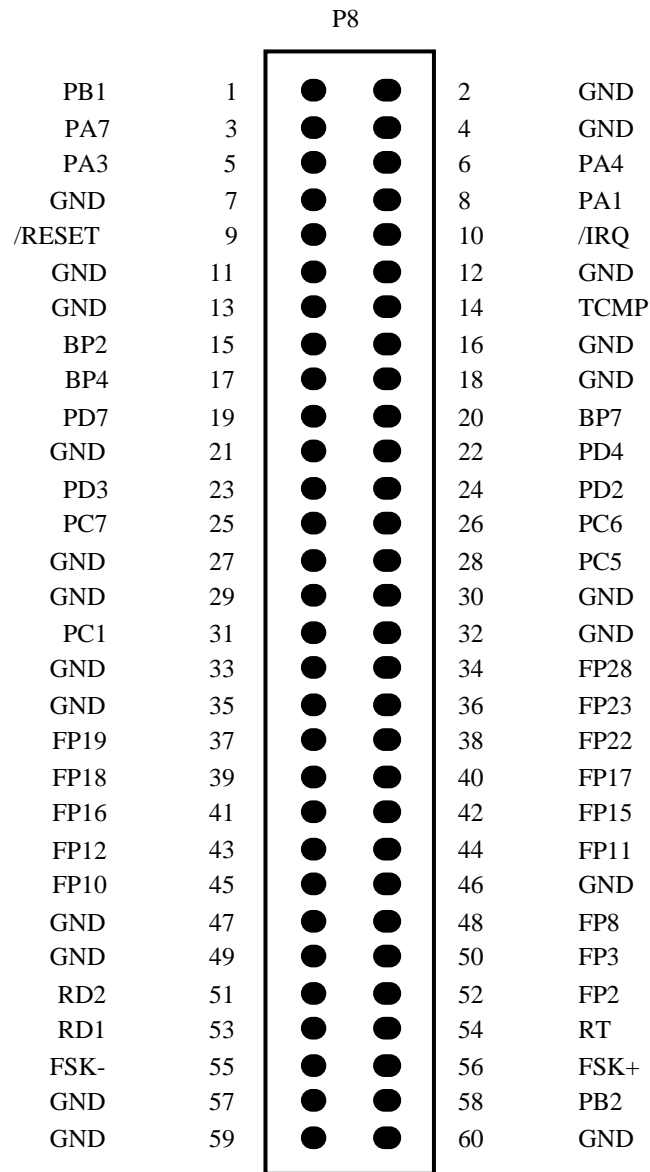 P8
PB1 1 2 GND
PA7 3 4 GND
PA3 5 6 PA4
GND 7 8 PA1
/RESET 9 10 /IRQ
GND 11 12 GND
GND 13 14 TCMP
BP2 15 16 GND
BP4 17 18 GND
PD7 19 20 BP7
GND 21 22 PD4
PD3 23 24 PD2
PC7 25 26 PC6
GND 27 28 PC5
GND 29 30 GND
PC1 31 32 GND
GND 33 34 FP28
GND 35 36 FP23
FP19 37 38 FP22
FP18 39 40 FP17
FP16 41 42 FP15
FP12 43 44 FP11
FP10 45 46 GND
GND 47 48 FP8
GND 49 50 FP3
RD2 51 52 FP2
RD1 53 54 RT
FSK- 55 56 FSK+
GND 57 58 PB2
GND 59 60 GND